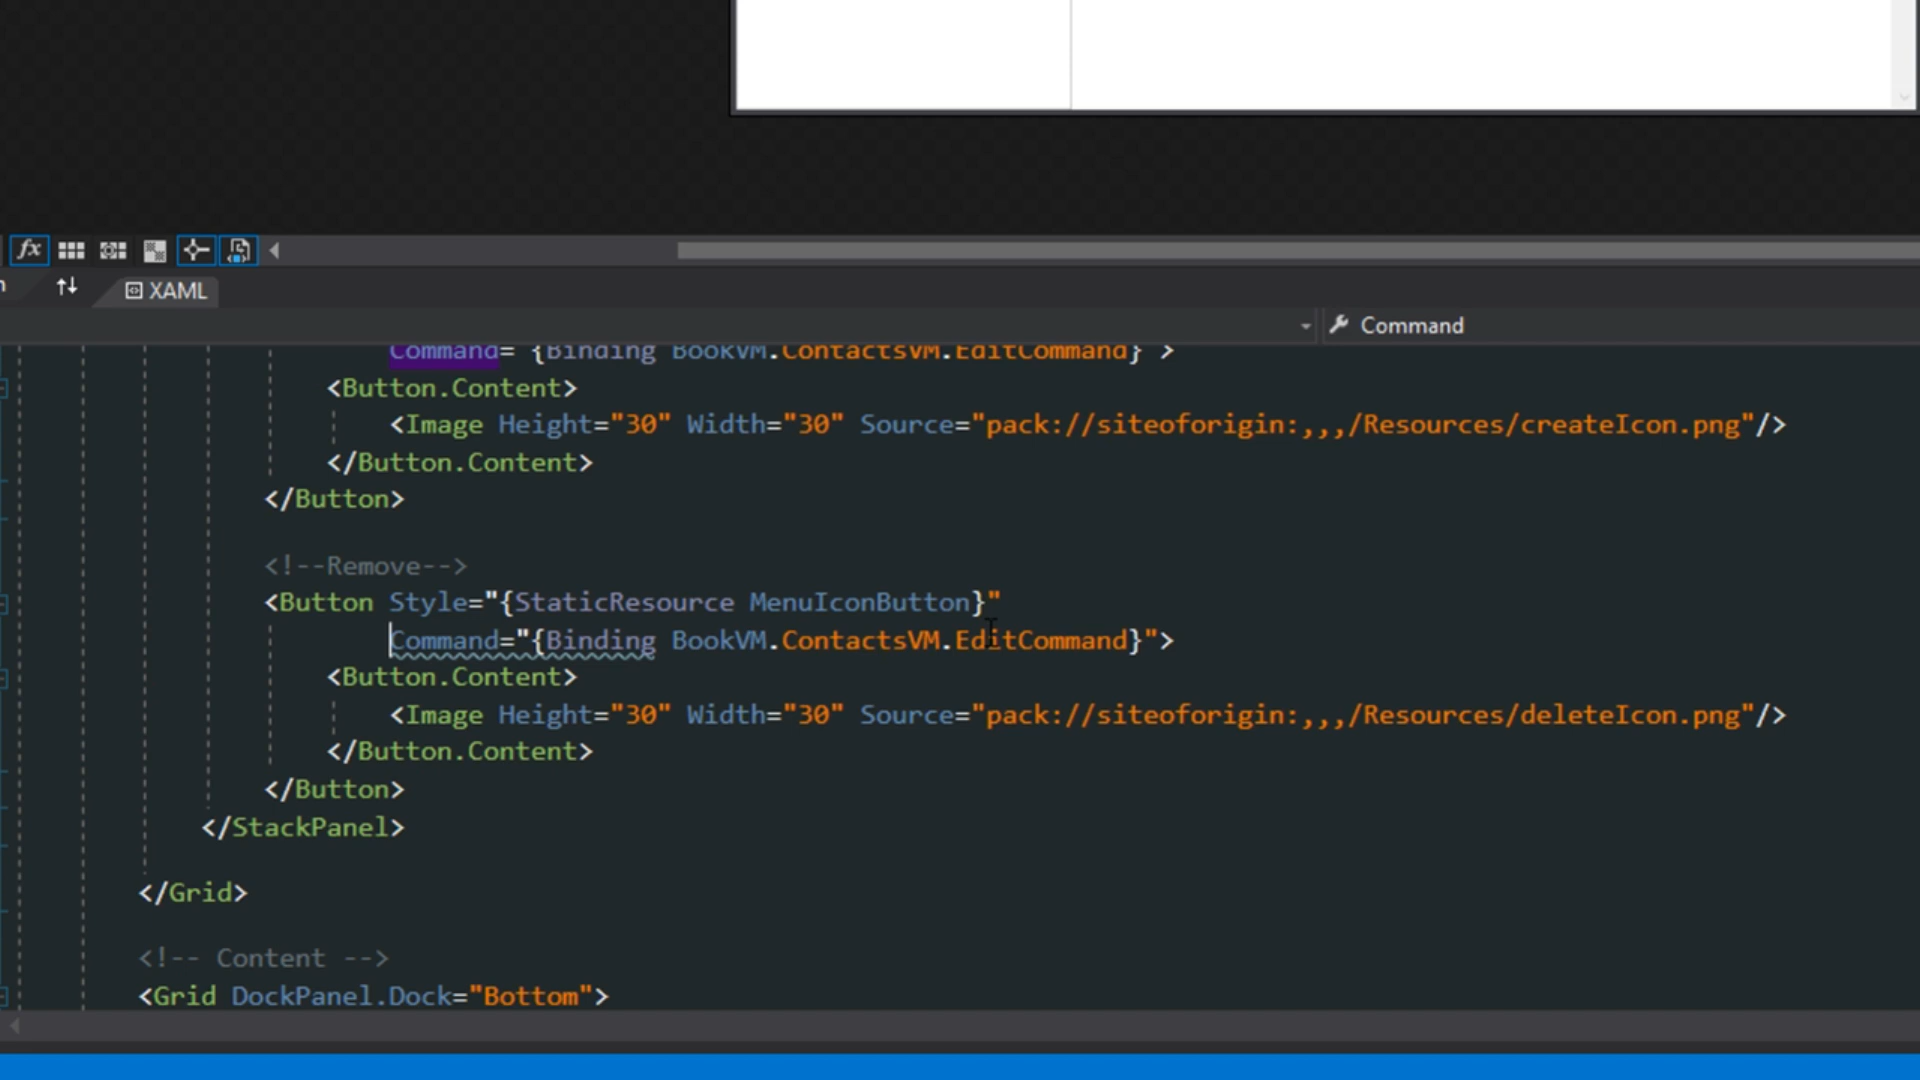 fx
XAML
Command
Command= {Binding BookVM.ContactsVM.EditCommand} >
<Button.Content>
<Image Height="30" Width="30" Source="pack://siteoforigin:,,,/Resources/createIcon.png"/>
</Button.Content>
</Button>
<!--Remove-->
<Button Style="{StaticResource MenuIconButton}"
Command="{Binding BookVM.ContactsVM.EditCommand}">
<Button.Content>
<Image Height="30" Width="30" Source="pack://siteoforigin:,,,/Resources/deleteIcon.png"/>
</Button.Content>
</Button>
</StackPanel>
</Grid>
<!-- Content -->
<Grid DockPanel.Dock="Bottom">